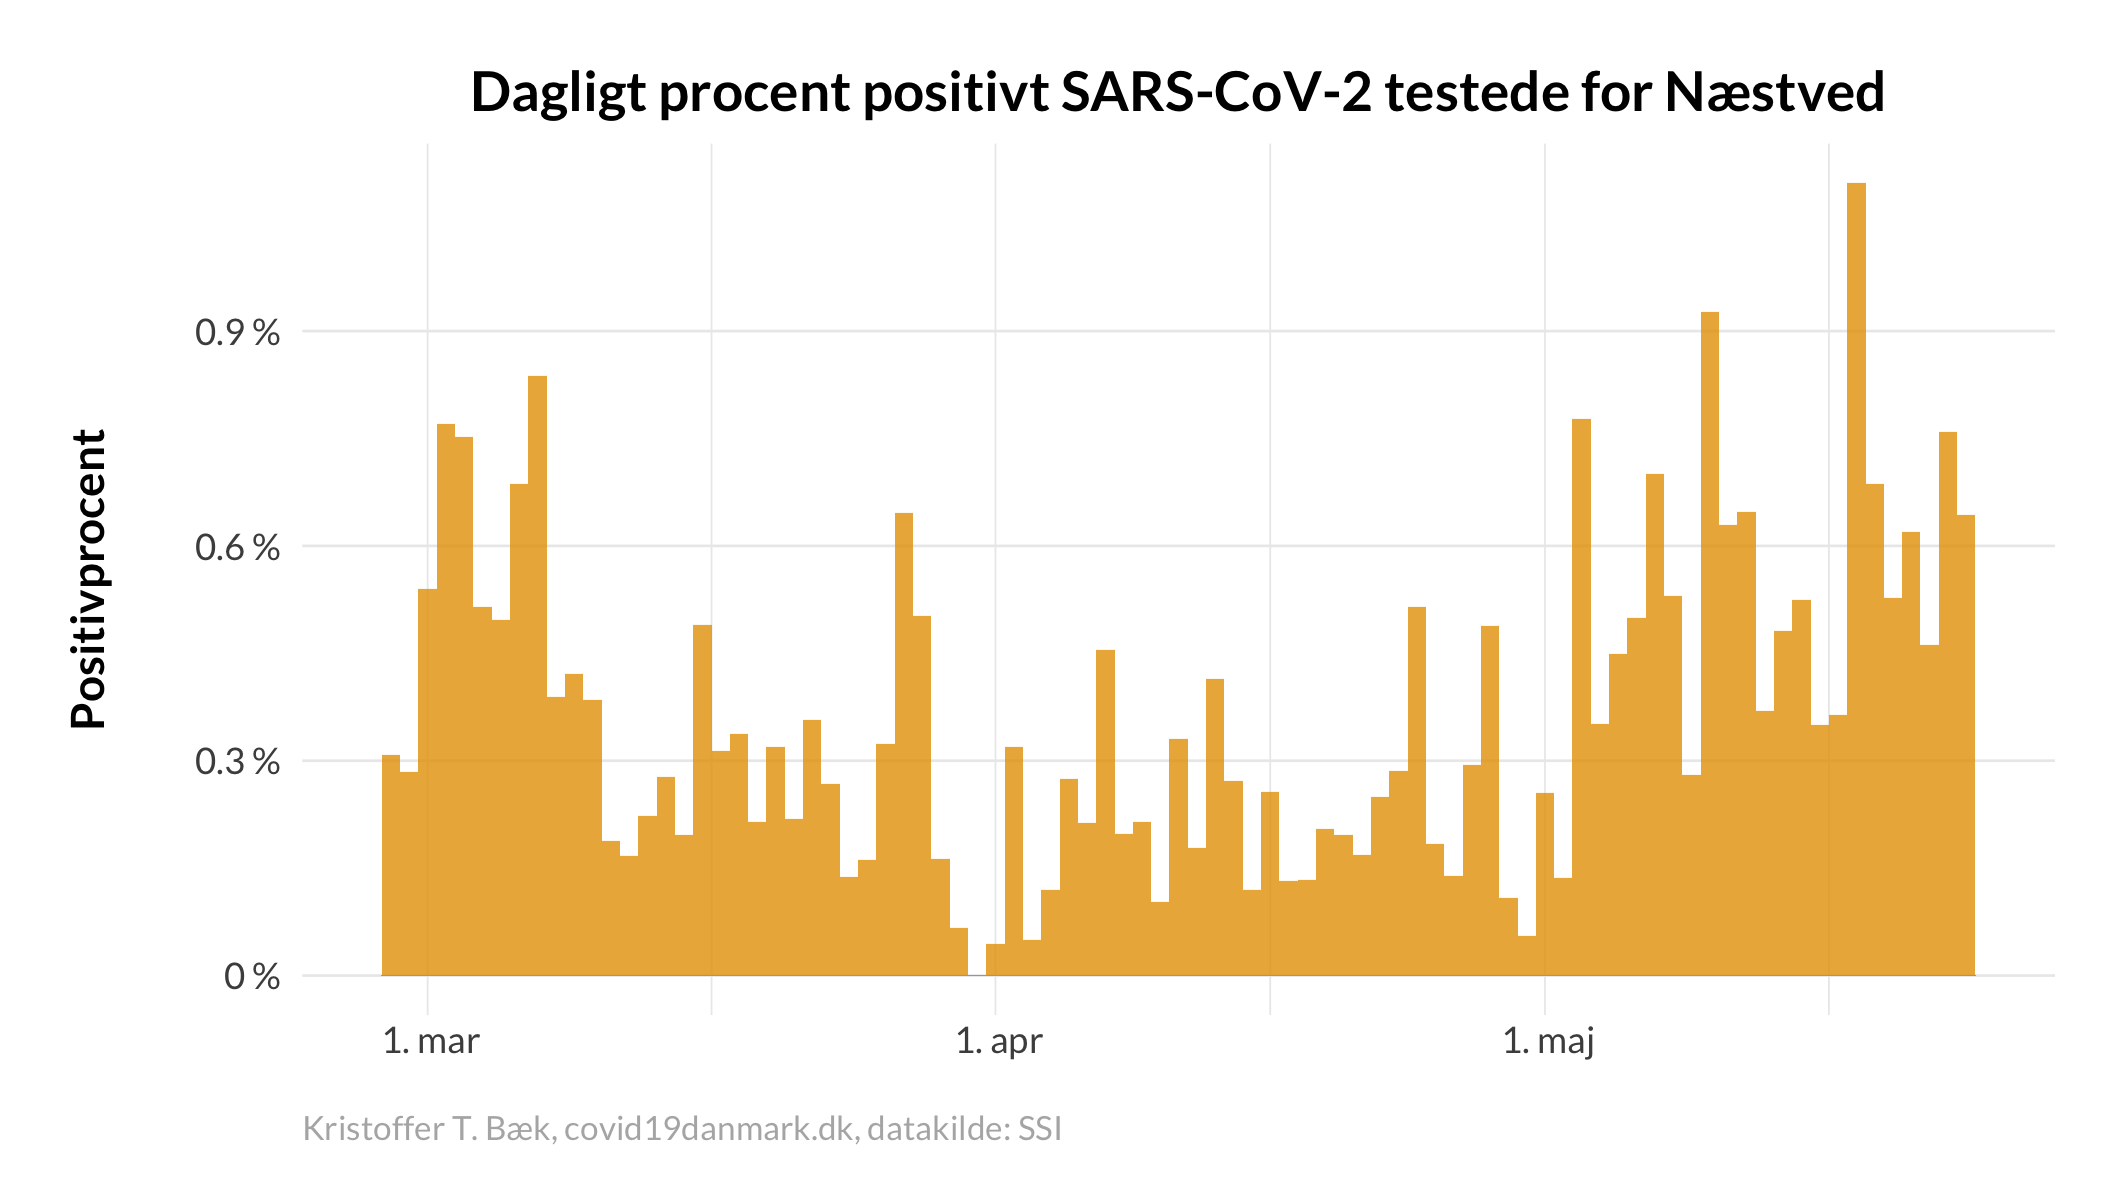 Dagligt procent positivt SARS-CoV-2 testede for Næstved
Positivprocent
0.9 %
0.6 %
0.3 %
0 %
1. mar
1. apr
1. maj
Kristoffer T. Bæk, covid19danmark.dk, datakilde: SSI